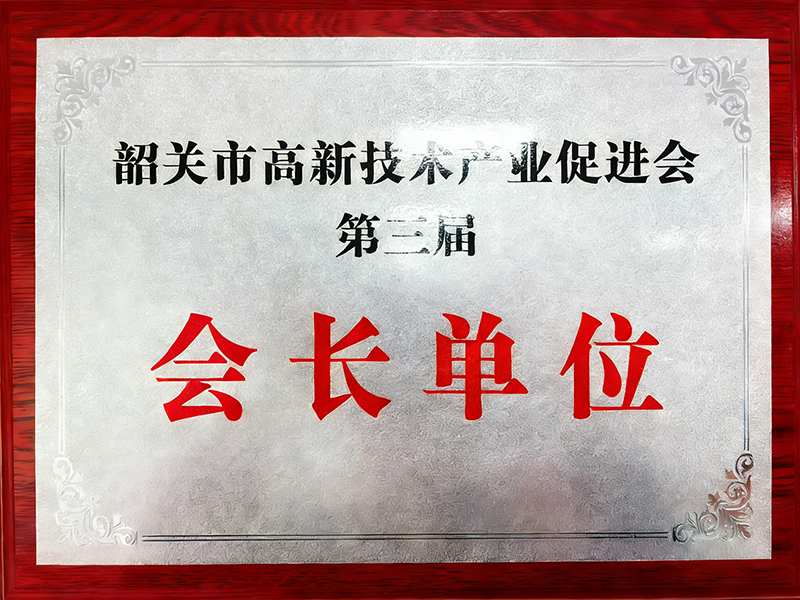 韶关市高新技术产业促进会
第三届
会长单位